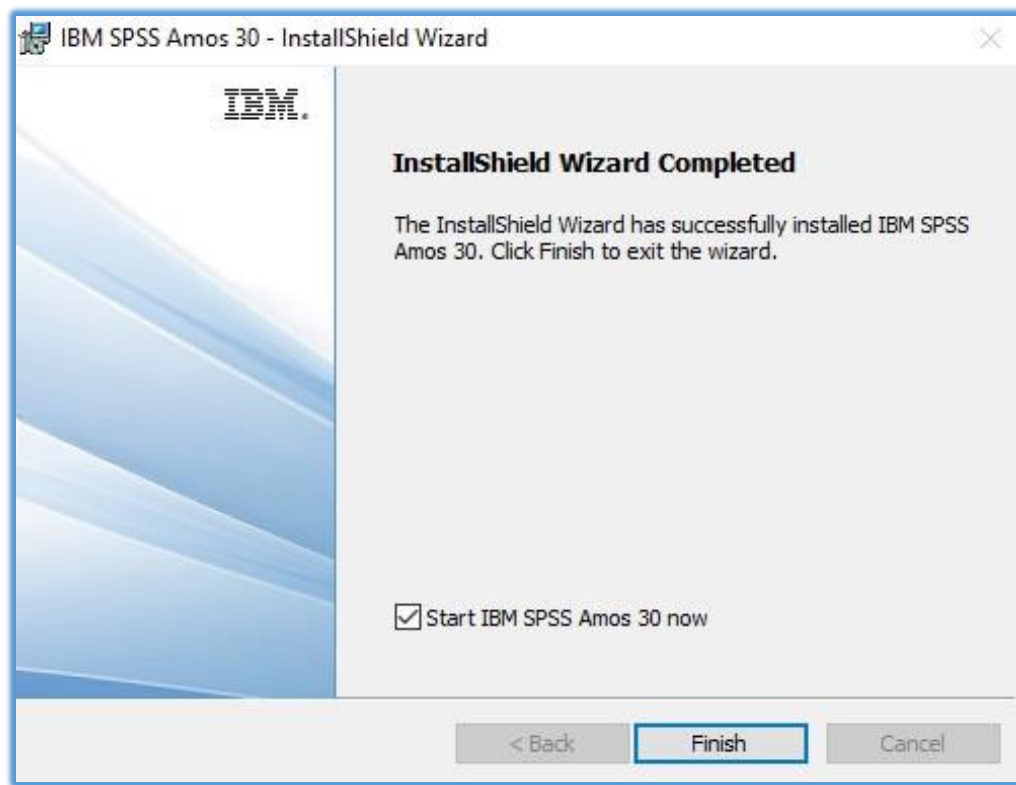 IBM SPSS Amos 30 - InstallShield Wizard
IBM.
InstallShield Wizard Completed
The InstallShield Wizard has successfully installed IBM SPSS
Amos 30. Click Finish to exit the wizard.
Start IBM SPSS Amos 30 now
< Back
Finish
Cancel